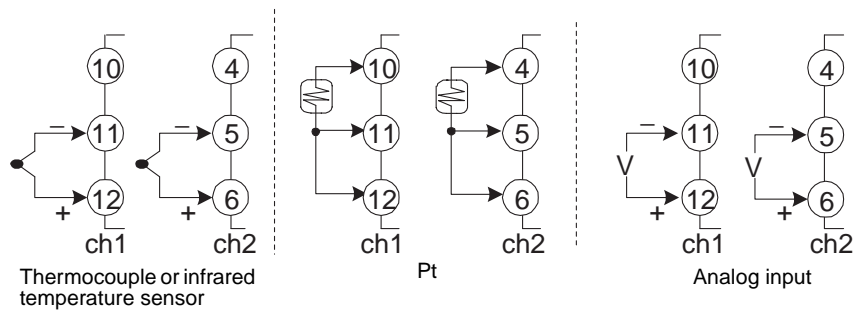 10 4 10 4 10 4
– – – –
11 5 11 5 11 5
V V
12 6 12 6 12 6
+ + + +
ch1 ch2 ch1 ch2 ch1 ch2
Thermocouple or infrared
temperature sensor
Pt
Analog input